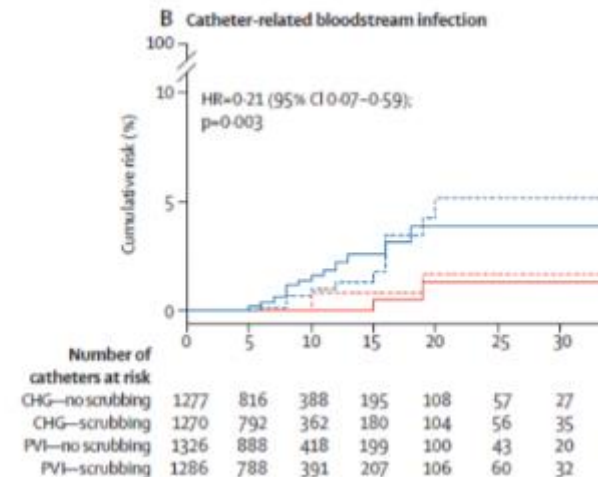 B Catheter-related bloodstream infection
100
10
HR=0·21 (95% CI 0·07–0·59);
p=0·003
Cumulative risk (%)
5
0
0 5 10 15 20 25 30
Number of
catheters at risk
CHG—no scrubbing 1277 816 388 195 108 57 27
CHG—scrubbing 1270 792 362 180 104 56 35
PVI—no scrubbing 1326 888 418 199 100 43 20
PVI—scrubbing 1286 788 391 207 106 60 32